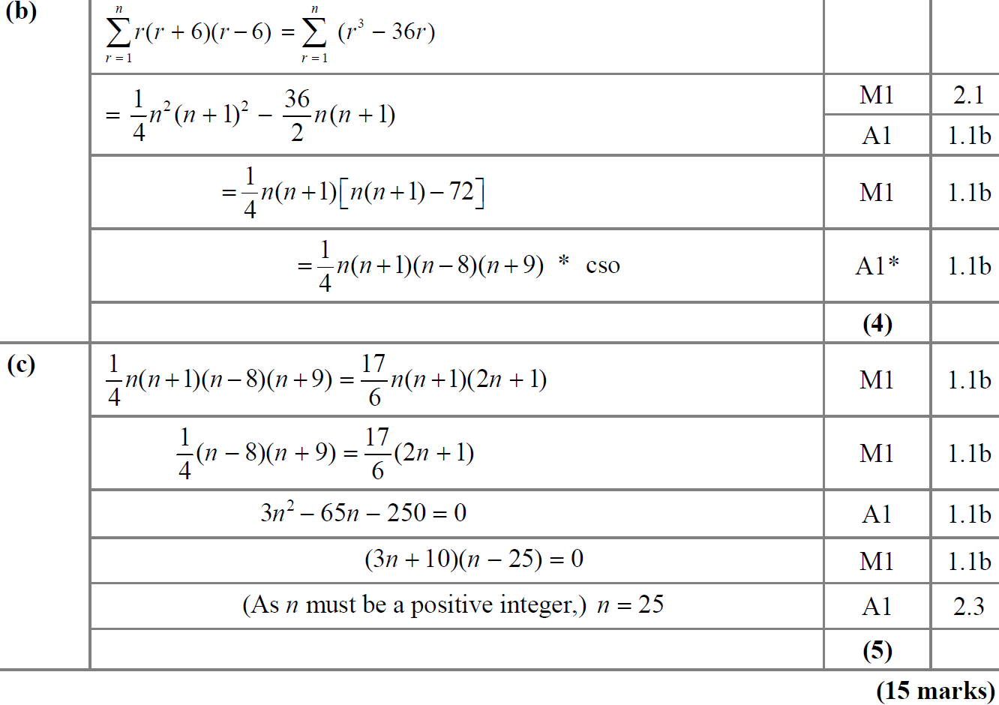 (b) $\sum_{r=1}^{n} r(r+6)(r-6) = \sum_{r=1}^{n} (r^3 - 36r)$
$= \frac{1}{4}n^2(n+1)^2 - \frac{36}{2}n(n+1)$ M1 2.1
A1 1.1b
$= \frac{1}{4}n(n+1)[n(n+1) - 72]$ M1 1.1b
$= \frac{1}{4}n(n+1)(n-8)(n+9)$ * cso A1* 1.1b
(4)
(c) $\frac{1}{4}n(n+1)(n-8)(n+9) = \frac{17}{6}n(n+1)(2n+1)$ M1 1.1b
$\frac{1}{4}(n-8)(n+9) = \frac{17}{6}(2n+1)$ M1 1.1b
$3n^2 - 65n - 250 = 0$ A1 1.1b
$(3n+10)(n-25) = 0$ M1 1.1b
(As n must be a positive integer,) n = 25 A1 2.3
(5)
(15 marks)